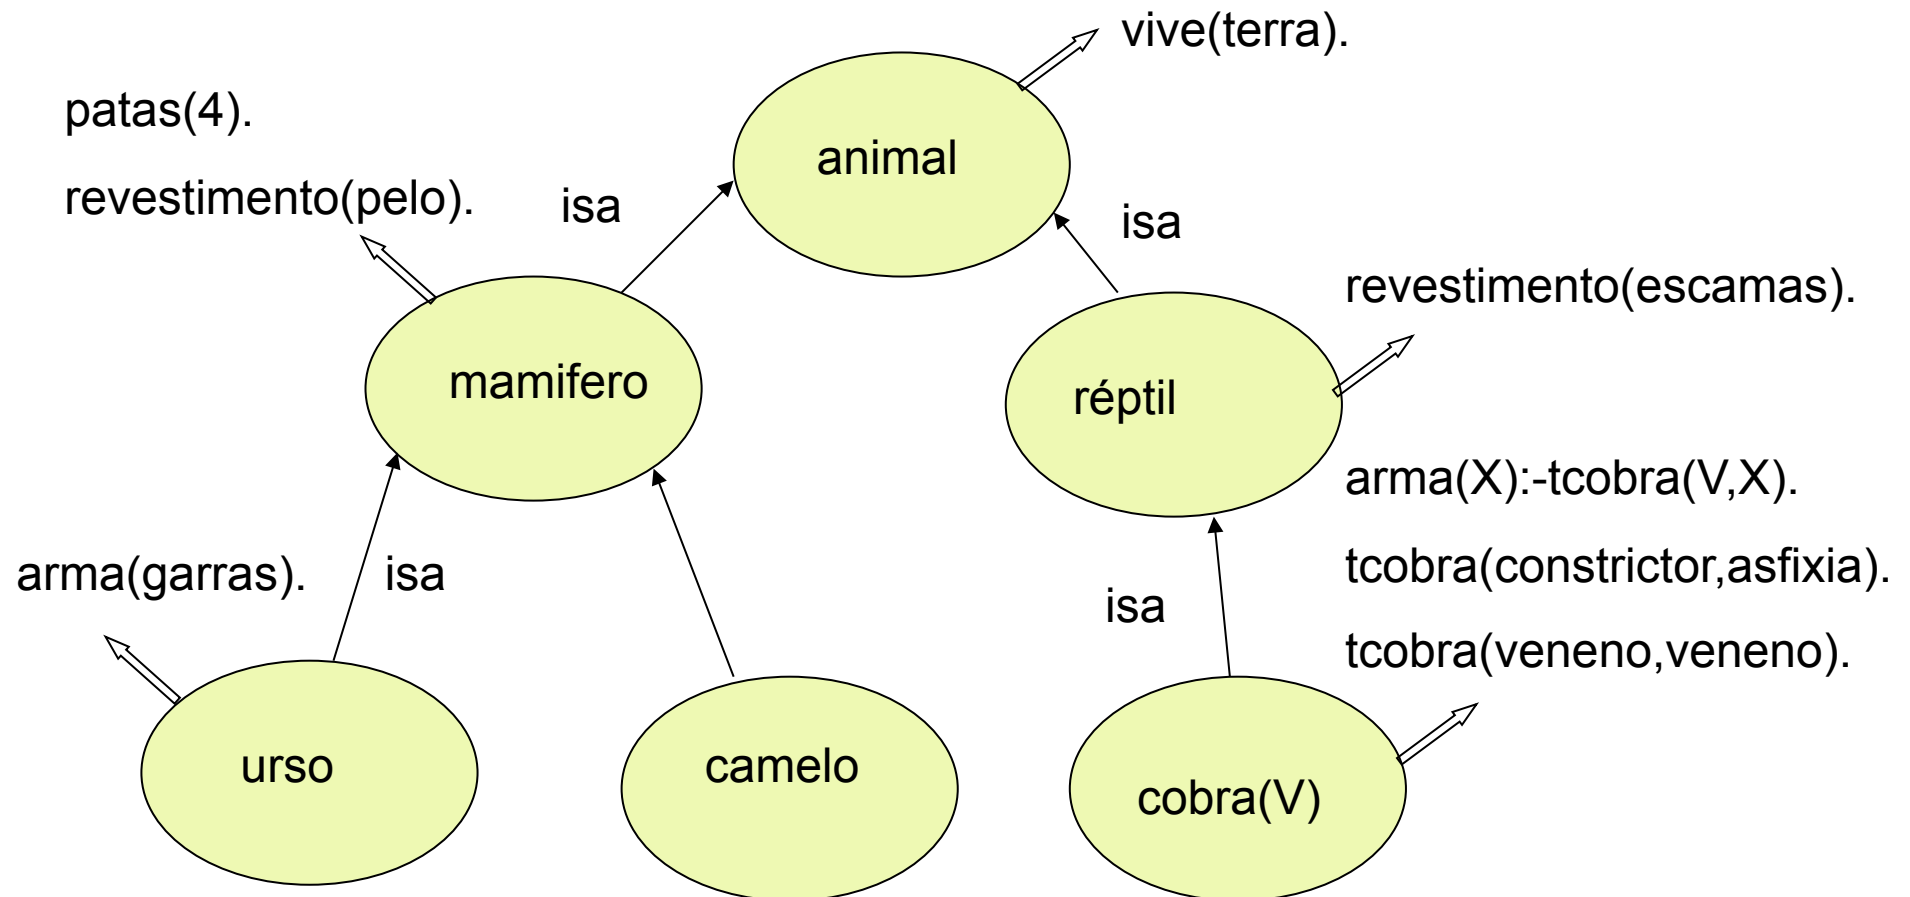 vive(terra).
patas(4).
animal
revestimento(pelo).
isa
isa
revestimento(escamas).
mamifero
réptil
arma(X):-tcobra(V,X).
arma(garras).
isa
tcobra(constrictor,asfixia).
isa
tcobra(veneno,veneno).
urso
camelo
cobra(V)